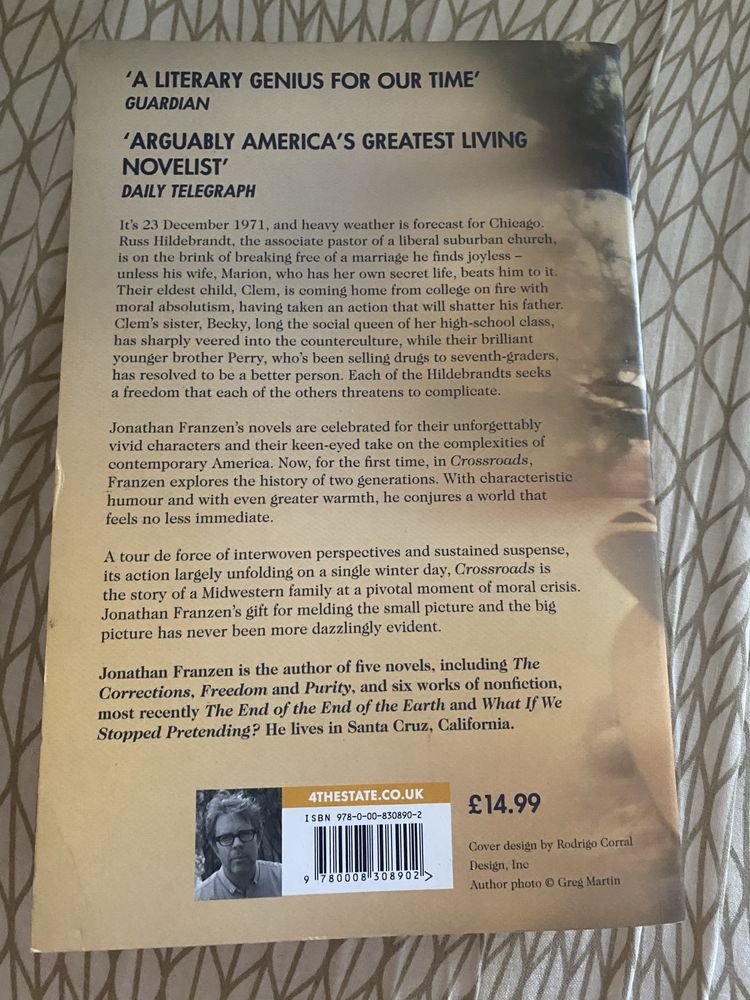 ‘A LITERARY GENIUS FOR OUR TIME’
GUARDIAN
‘ARGUABLY AMERICA’S GREATEST LIVING
NOVELIST’
DAILY TELEGRAPH
It’s 23 December 1971, and heavy weather is forecast for Chicago.
Russ Hildebrandt, the associate pastor of a liberal suburban church,
is on the brink of breaking free of a marriage he finds joyless –
unless his wife, Marion, who has her own secret life, beats him to it.
Their eldest child, Clem, is coming home from college on fire with
moral absolutism, having taken an action that will shatter his father.
Clem’s sister, Becky, long the social queen of her high-school class,
has sharply veered into the counterculture, while their brilliant
younger brother Perry, who’s been selling drugs to seventh-graders,
has resolved to be a better person. Each of the Hildebrandts seeks
a freedom that each of the others threatens to complicate.
Jonathan Franzen’s novels are celebrated for their unforgettably
vivid characters and their keen-eyed take on the complexities of
contemporary America. Now, for the first time, in Crossroads,
Franzen explores the history of two generations. With characteristic
humour and with even greater warmth, he conjures a world that
feels no less immediate.
A tour de force of interwoven perspectives and sustained suspense,
its action largely unfolding on a single winter day, Crossroads is
the story of a Midwestern family at a pivotal moment of moral crisis.
Jonathan Franzen’s gift for melding the small picture and the big
picture has never been more dazzlingly evident.
Jonathan Franzen is the author of five novels, including The
Corrections, Freedom and Purity, and six works of nonfiction,
most recently The End of the End of the Earth and What If We
Stopped Pretending? He lives in Santa Cruz, California.
4THESTATE.CO.UK
ISBN 978-0-00-830890-2
9 780008 308902 >
£14.99
Cover design by Rodrigo Corral
Design, Inc
Author photo © Greg Martin